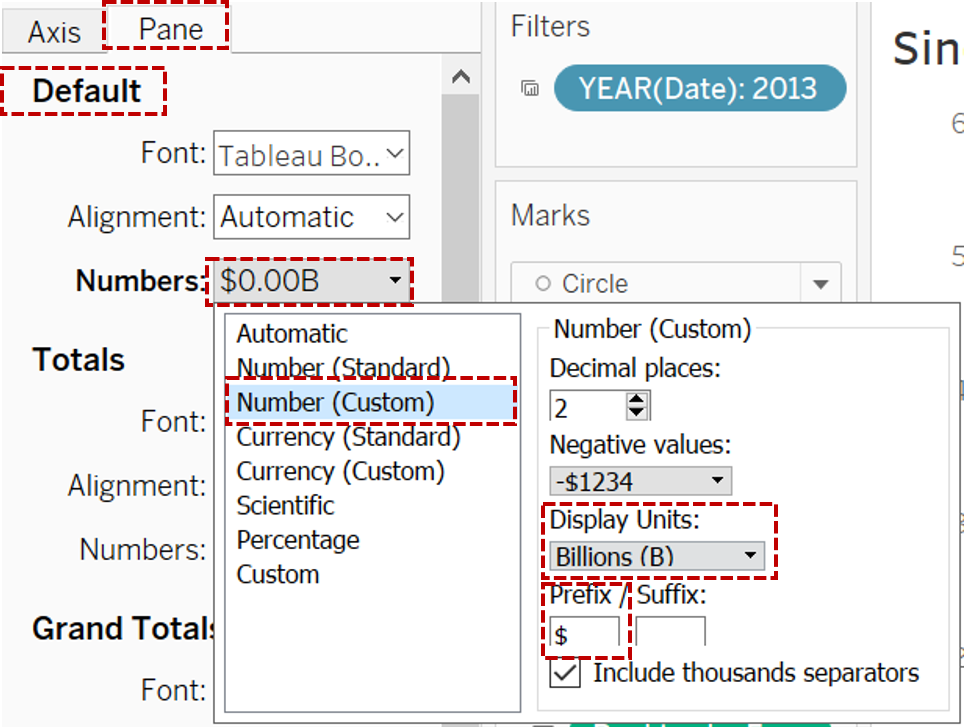 Axis
Pane
Default
Font: Tableau Bo..
Alignment: Automatic
Numbers: $0.00B
Totals
Font:
Alignment:
Numbers:
Grand Totals
Font:
Automatic
Number (Standard)
Number (Custom)
Currency (Standard)
Currency (Custom)
Scientific
Percentage
Custom
Number (Custom)
Decimal places:
2
Negative values:
-$1234
Display Units:
Billions (B)
Prefix / Suffix:
$
Include thousands separators
Filters
YEAR(Date): 2013
Marks
Circle
Sin
6
5